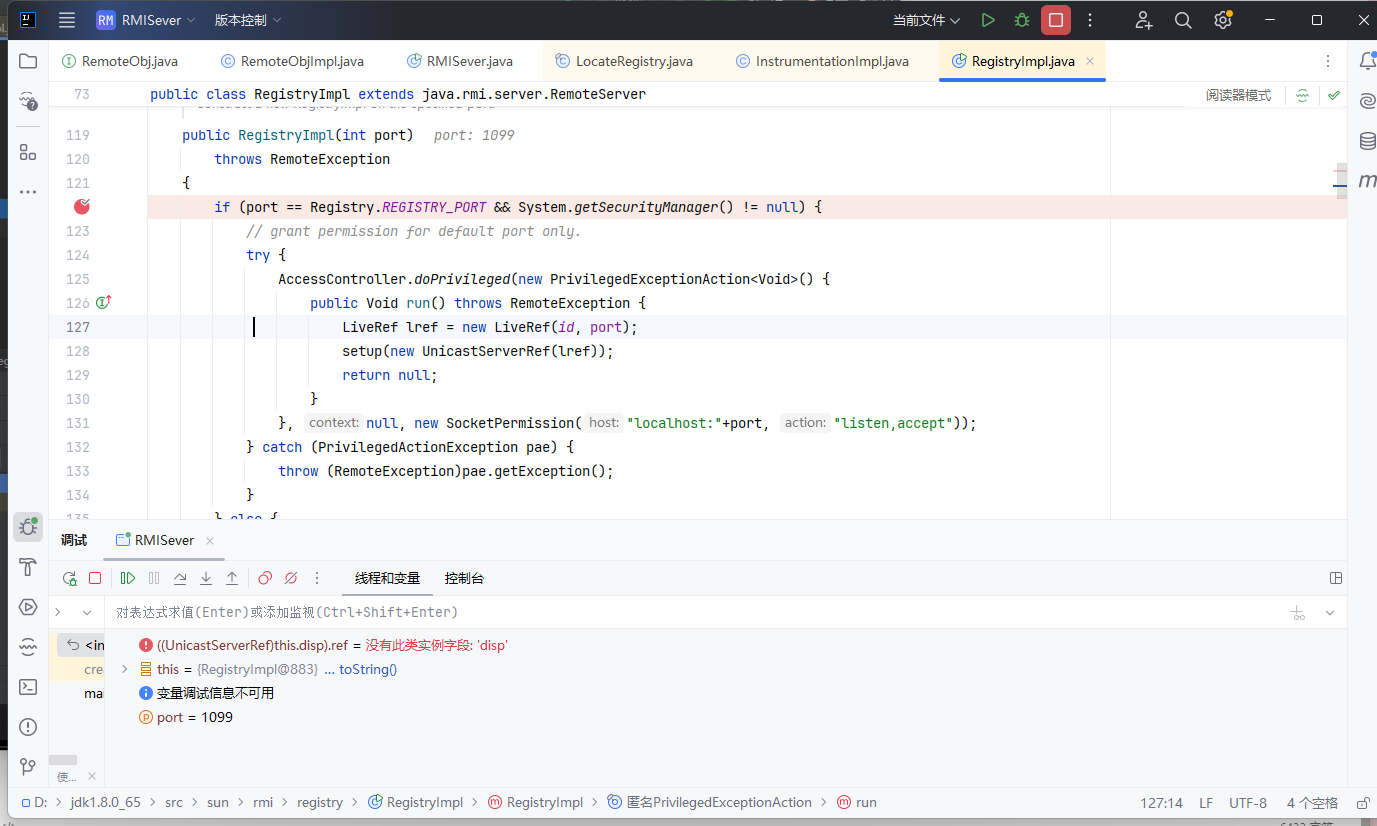 RM RMISever 版本控制 当前文件
RemoteObj.java RemoteObjImpl.java RMISever.java LocateRegistry.java InstrumentationImpl.java RegistryImpl.java
73 public class RegistryImpl extends java.rmi.server.RemoteServer 阅读器模式
119 public RegistryImpl(int port) port: 1099
120 throws RemoteException
121 {
if (port == Registry.REGISTRY_PORT && System.getSecurityManager() != null) {
123 // grant permission for default port only.
124 try {
125 AccessController.doPrivileged(new PrivilegedExceptionAction<Void>() {
126 public Void run() throws RemoteException {
127 LiveRef lref = new LiveRef(id, port);
128 setup(new UnicastServerRef(lref));
129 return null;
130 }
131 }, context: null, new SocketPermission( host: "localhost:"+port, action: "listen,accept"));
132 } catch (PrivilegedActionException pae) {
133 throw (RemoteException)pae.getException();
134 }
135 } else {
调试 RMISever
线程和变量 控制台
对表达式求值(Enter)或添加监视(Ctrl+Shift+Enter)
<in ((UnicastServerRef)this.disp).ref = 没有此类实例字段: 'disp'
cre this = {RegistryImpl@883} ... toString()
ma 变量调试信息不可用
port = 1099
使...
D: jdk1.8.0_65 src sun rmi registry RegistryImpl RegistryImpl 匿名PrivilegedExceptionAction run 127:14 LF UTF-8 4 个空格